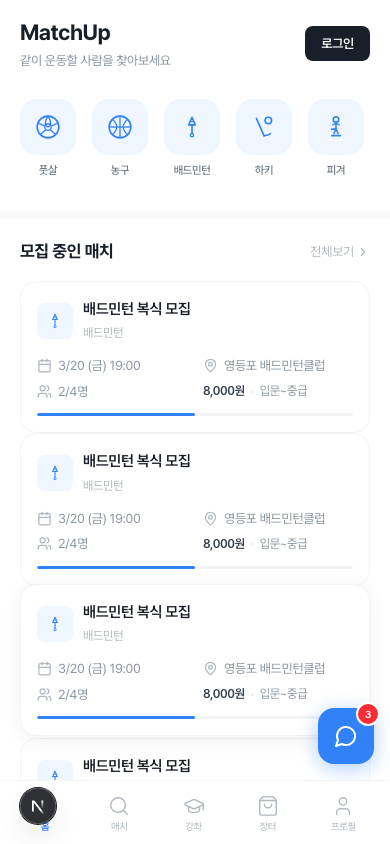 MatchUp
로그인
같이 운동할 사람을 찾아보세요
풋살
농구
배드민턴
하키
피겨
모집 중인 매치
전체보기
배드민턴 복식 모집
배드민턴
3/20 (금) 19:00
영등포 배드민턴클럽
2/4명
8,000원 · 입문~중급
배드민턴 복식 모집
배드민턴
3/20 (금) 19:00
영등포 배드민턴클럽
2/4명
8,000원 · 입문~중급
배드민턴 복식 모집
배드민턴
3/20 (금) 19:00
영등포 배드민턴클럽
2/4명
8,000원 · 입문~중급
3
배드민턴 복식 모집
N
홈
매치
강좌
장터
프로필